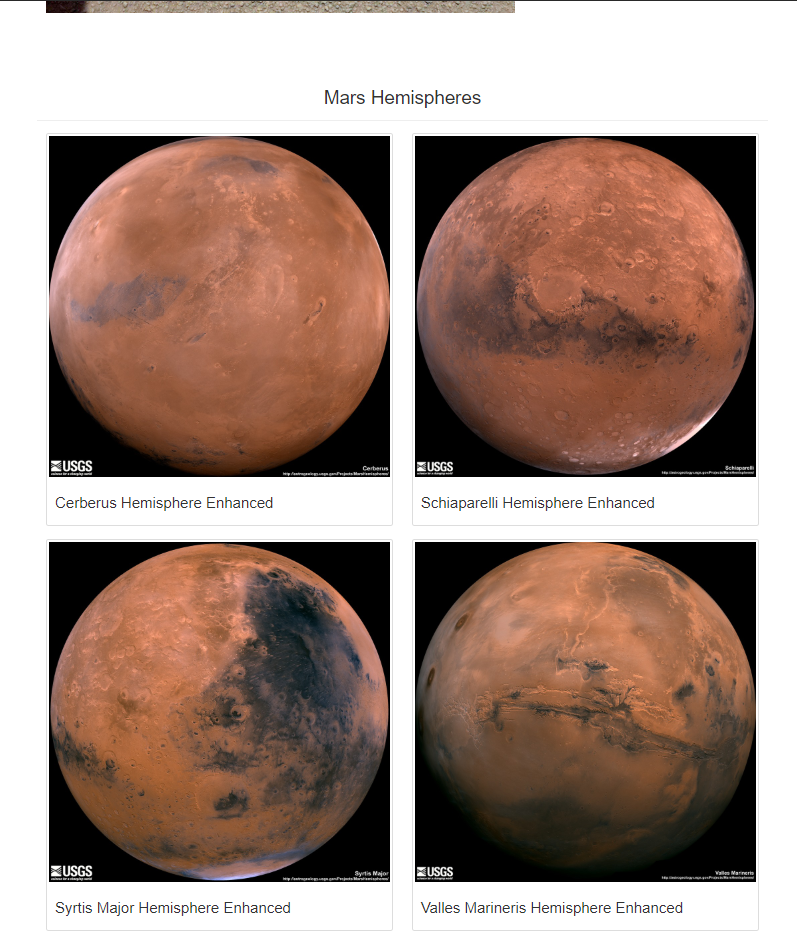 Mars Hemispheres
USGS
science for a changing world
Cerberus
http://astrogeology.usgs.gov/Projects/MarsHemispheres/
Cerberus Hemisphere Enhanced
USGS
science for a changing world
Schiaparelli
http://astrogeology.usgs.gov/Projects/MarsHemispheres/
Schiaparelli Hemisphere Enhanced
USGS
science for a changing world
Syrtis Major
http://astrogeology.usgs.gov/Projects/MarsHemispheres/
Syrtis Major Hemisphere Enhanced
USGS
science for a changing world
Valles Marineris
http://astrogeology.usgs.gov/Projects/MarsHemispheres/
Valles Marineris Hemisphere Enhanced